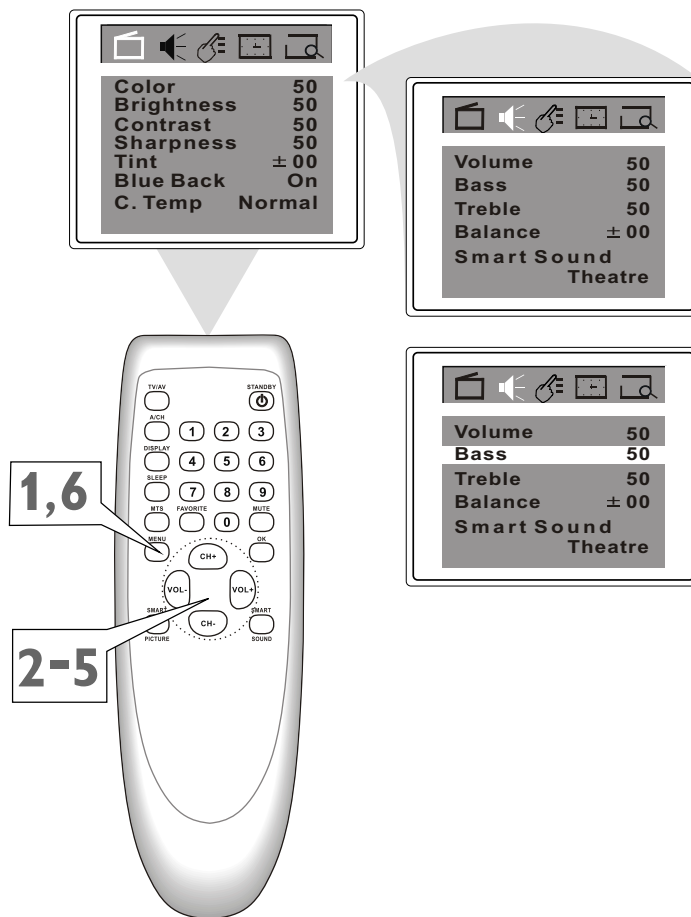 Color 50
Brightness 50
Contrast 50
Sharpness 50
Tint ±00
Blue Back On
C. Temp Normal
Volume 50
Bass 50
Treble 50
Balance ±00
Smart Sound
Theatre
Volume 50
Bass 50
Treble 50
Balance ±00
Smart Sound
Theatre
TV/AV STANDBY
A/CH 1 2 3
DISPLAY 4 5 6
SLEEP 7 8 9
MTS FAVORITE 0 MUTE
MENU CH+ OK
VOL- VOL+
SMART CH- SMART
PICTURE SOUND
1,6
2-5